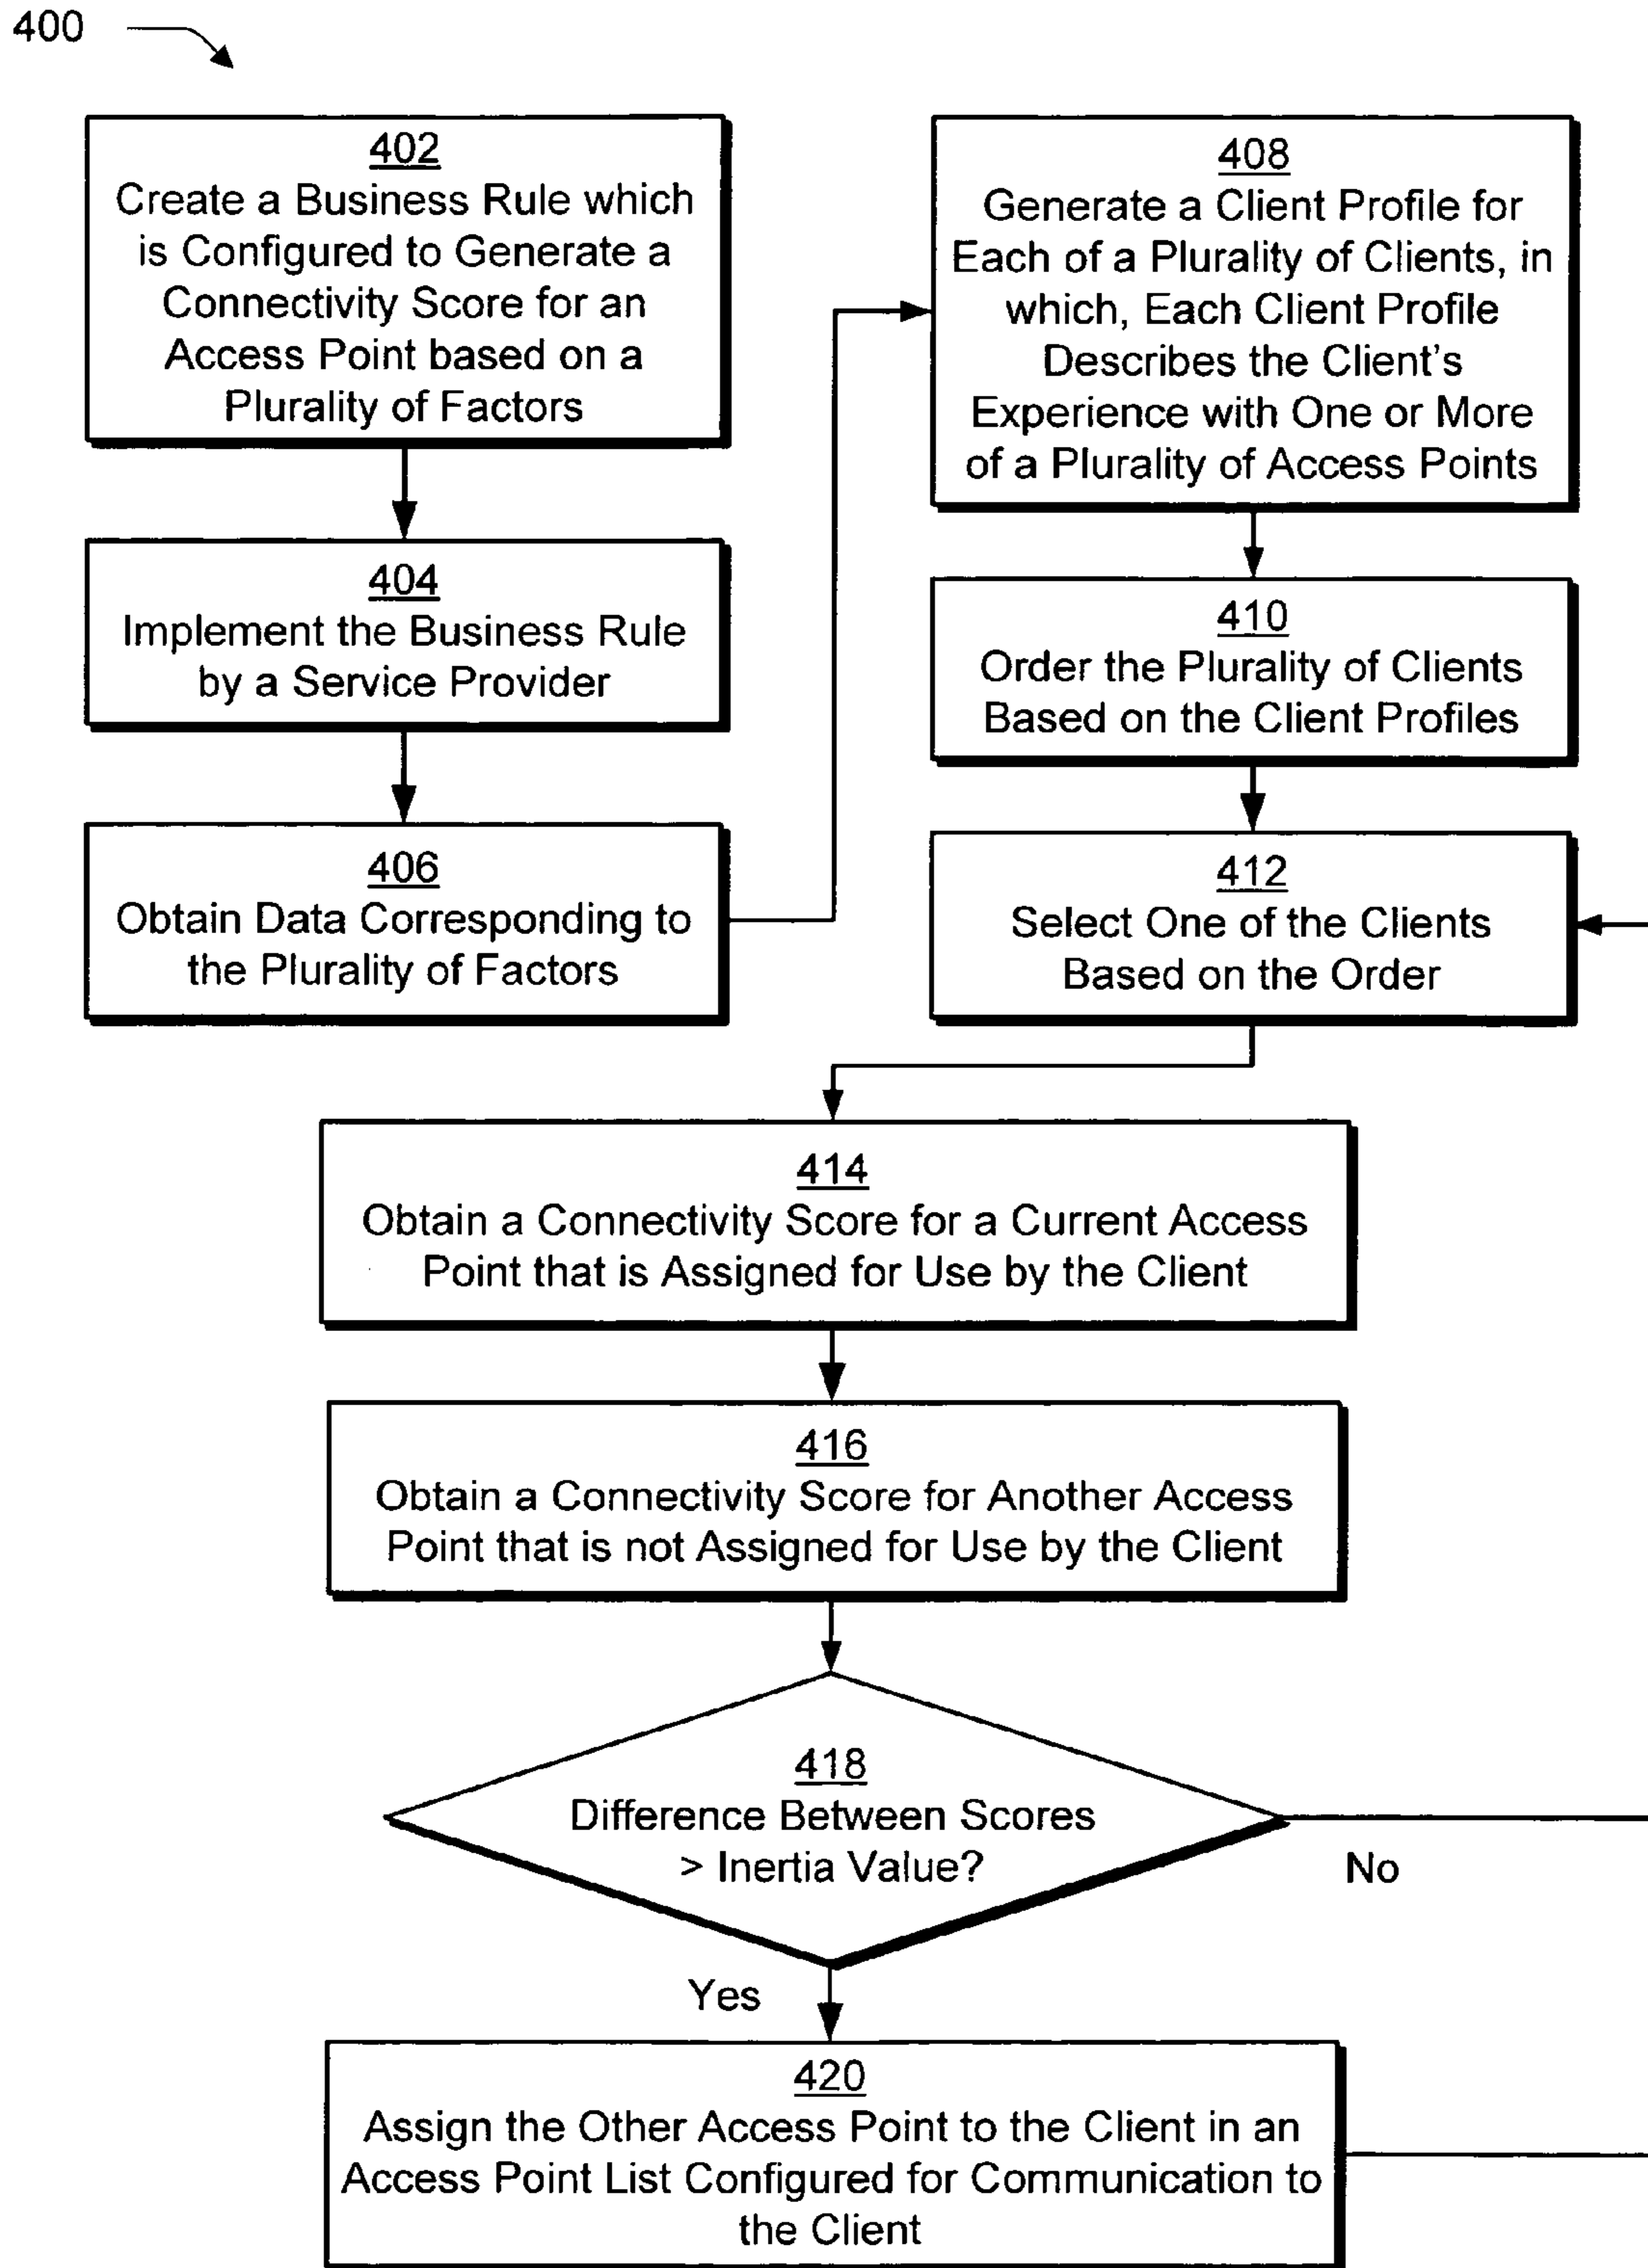 400
402
Create a Business Rule which
is Configured to Generate a
Connectivity Score for an
Access Point based on a
Plurality of Factors
404
Implement the Business Rule
by a Service Provider
406
Obtain Data Corresponding to
the Plurality of Factors
408
Generate a Client Profile for
Each of a Plurality of Clients, in
which, Each Client Profile
Describes the Client's
Experience with One or More
of a Plurality of Access Points
410
Order the Plurality of Clients
Based on the Client Profiles
412
Select One of the Clients
Based on the Order
414
Obtain a Connectivity Score for a Current Access
Point that is Assigned for Use by the Client
416
Obtain a Connectivity Score for Another Access
Point that is not Assigned for Use by the Client
418
Difference Between Scores
> Inertia Value?
No
Yes
420
Assign the Other Access Point to the Client in an
Access Point List Configured for Communication to
the Client